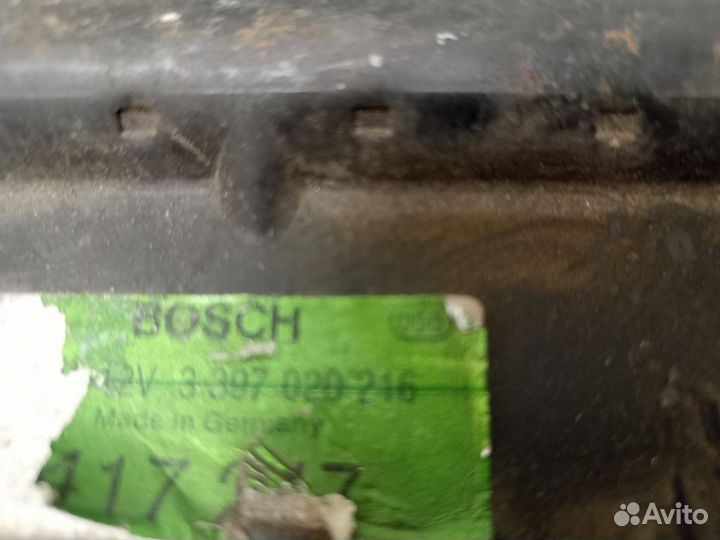 BOSCH
12V 3 397 020 216
Made in Germany
Avito